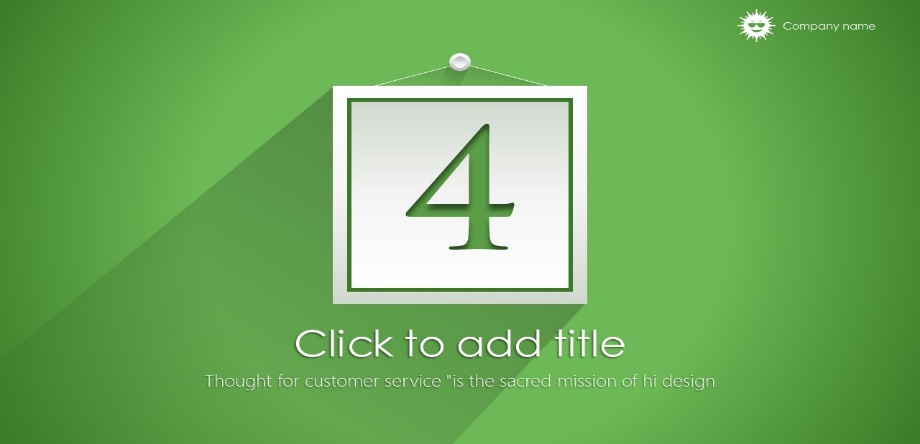 Company name
4
Click to add title
Thought for customer service "is the sacred mission of hi design